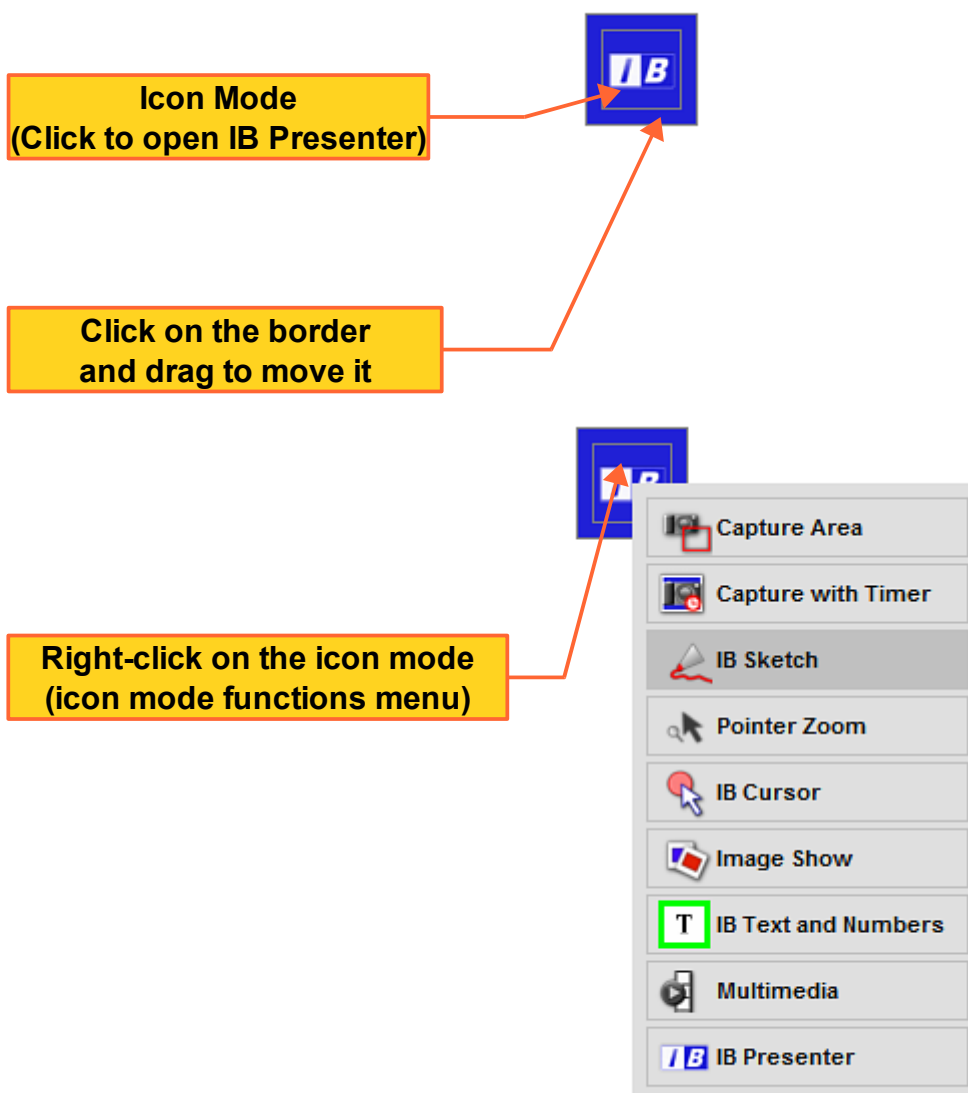 IB
Icon Mode
(Click to open IB Presenter)
Click on the border
and drag to move it
IB
Capture Area
Capture with Timer
Right-click on the icon mode
(icon mode functions menu)
IB Sketch
Pointer Zoom
IB Cursor
Image Show
T IB Text and Numbers
Multimedia
IB IB Presenter